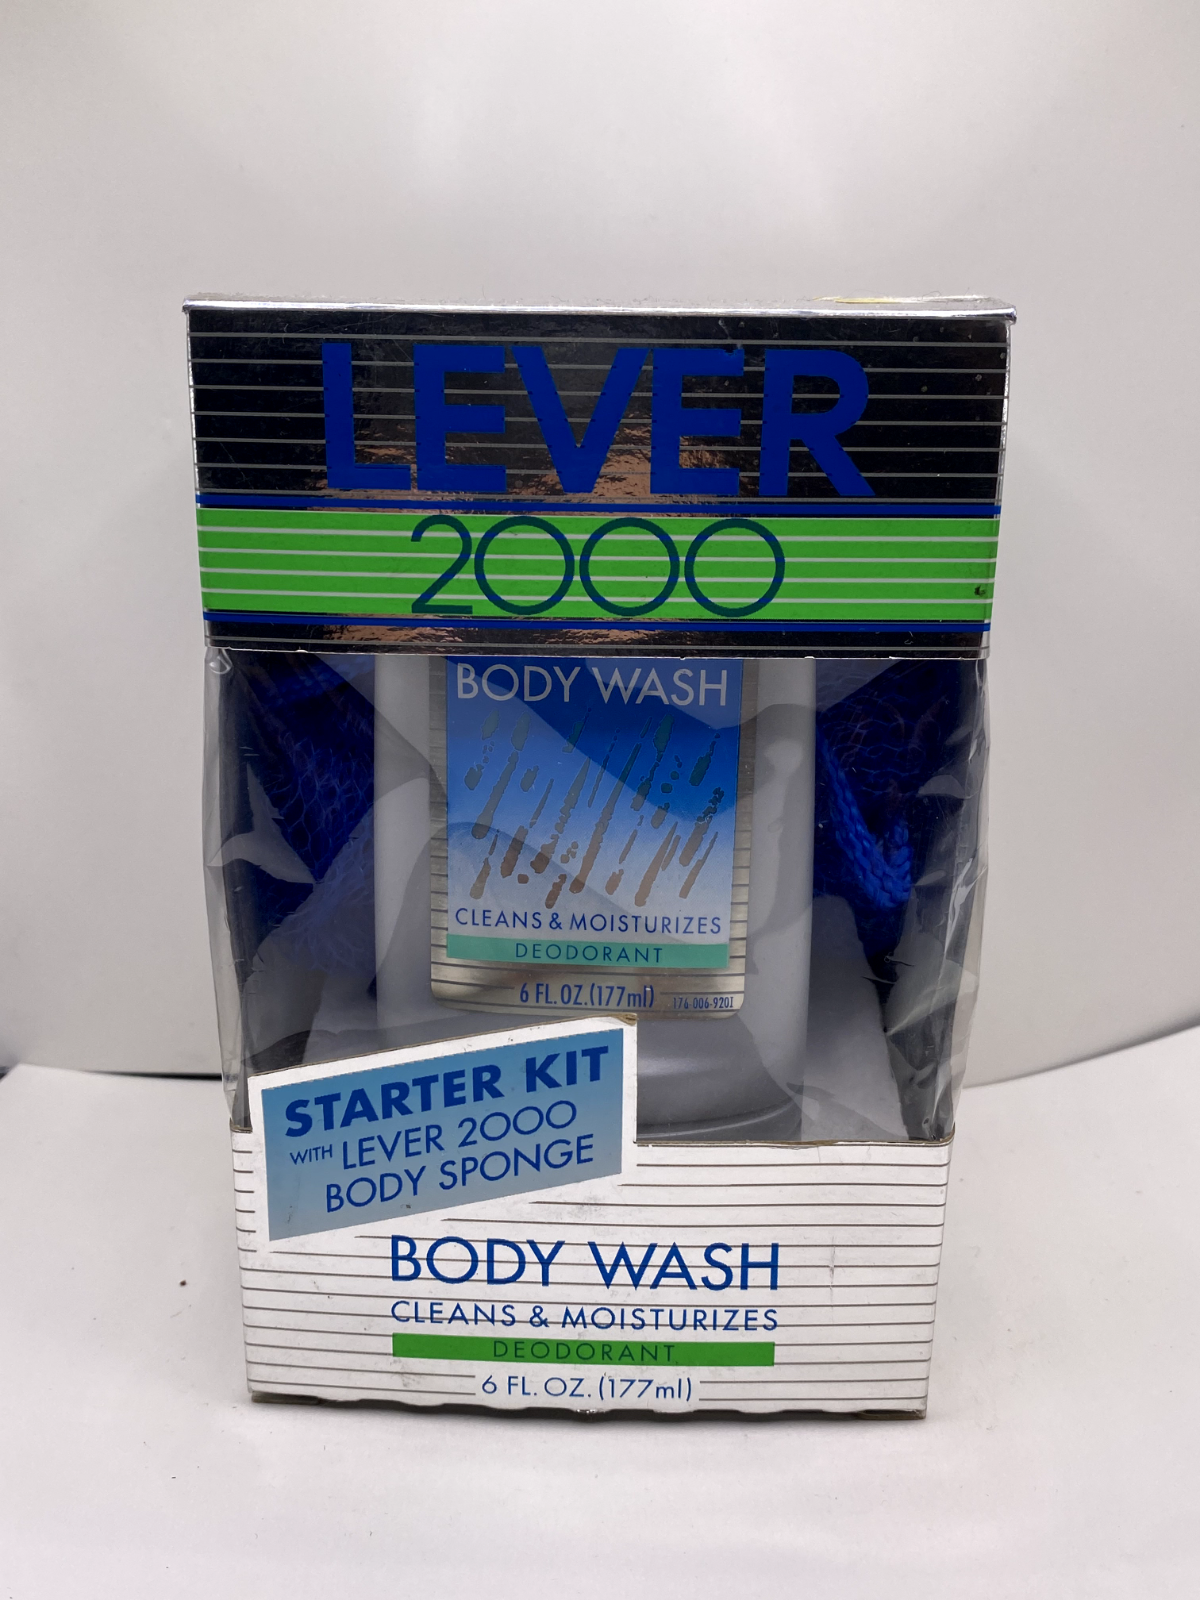 LEVER
2000
BODY WASH
CLEANS & MOISTURIZES
DEODORANT
6 FL. OZ. (177ml) 174-006-9201
STARTER KIT
WITH LEVER 2000
BODY SPONGE
BODY WASH
CLEANS & MOISTURIZES
DEODORANT
6 FL. OZ. (177ml)